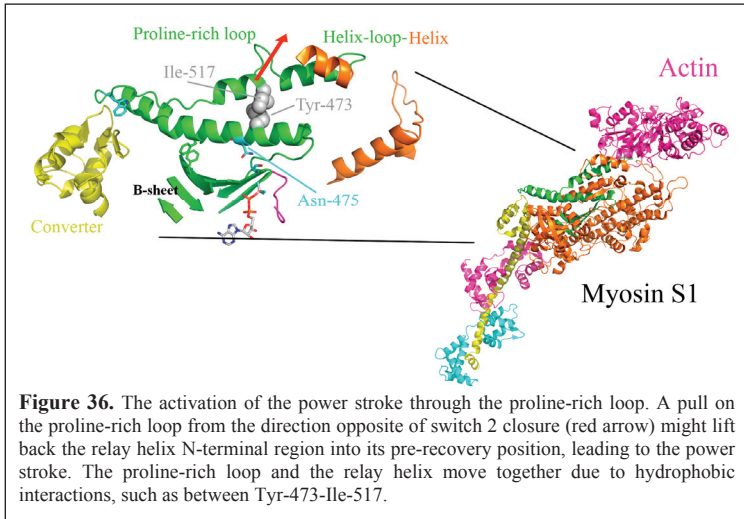 Proline-rich loop
Helix-loop-Helix
Ile-517
Actin
Tyr-473
Asn-475
B-sheet
Converter
Myosin S1
Figure 36. The activation of the power stroke through the proline-rich loop. A pull on
the proline-rich loop from the direction opposite of switch 2 closure (red arrow) might lift
back the relay helix N-terminal region into its pre-recovery position, leading to the power
stroke. The proline-rich loop and the relay helix move together due to hydrophobic
interactions, such as between Tyr-473-Ile-517.